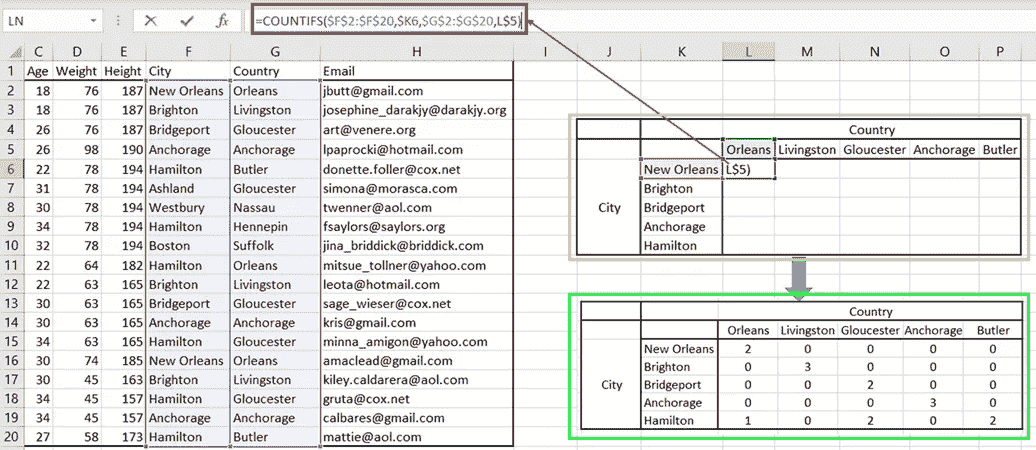 LN =COUNTIFS($F$2:$F$20,$K6,$G$2:$G$20,L$5)
C D E F G H I J K L M N O P
1 Age Weight Height City Country Email
2 18 76 187 New Orleans Orleans jbutt@gmail.com
3 18 76 187 Brighton Livingston josephine_darakjy@darakjy.org
4 26 76 187 Bridgeport Gloucester art@venere.org
5 26 98 190 Anchorage Anchorage lpaprocki@hotmail.com
6 22 78 194 Hamilton Butler donette.foller@cox.net
7 31 78 194 Ashland Gloucester simona@morasca.com
8 30 78 194 Westbury Nassau twenner@aol.com
9 34 78 194 Hamilton Hennepin fsaylors@saylors.org
10 32 78 194 Boston Suffolk jina_briddick@briddick.com
11 22 64 182 Hamilton Orleans mitsue_tollner@yahoo.com
12 22 63 165 Brighton Livingston leota@hotmail.com
13 30 63 165 Bridgeport Gloucester sage_wieser@cox.net
14 30 63 165 Anchorage Anchorage kris@gmail.com
15 34 63 165 Hamilton Gloucester minna_amigon@yahoo.com
16 30 74 185 New Orleans Orleans amaclead@gmail.com
17 30 45 163 Brighton Livingston kiley.caldarera@aol.com
18 34 45 157 Hamilton Gloucester gruta@cox.net
19 34 45 157 Anchorage Anchorage calbares@gmail.com
20 27 58 173 Hamilton Butler mattie@aol.com
Country
Orleans Livingston Gloucester Anchorage Butler
New Orleans L$5)
Brighton
City Bridgeport
Anchorage
Hamilton
Country
Orleans Livingston Gloucester Anchorage Butler
New Orleans 2 0 0 0 0
Brighton 0 3 0 0 0
City Bridgeport 0 0 2 0 0
Anchorage 0 0 0 3 0
Hamilton 1 0 2 0 2